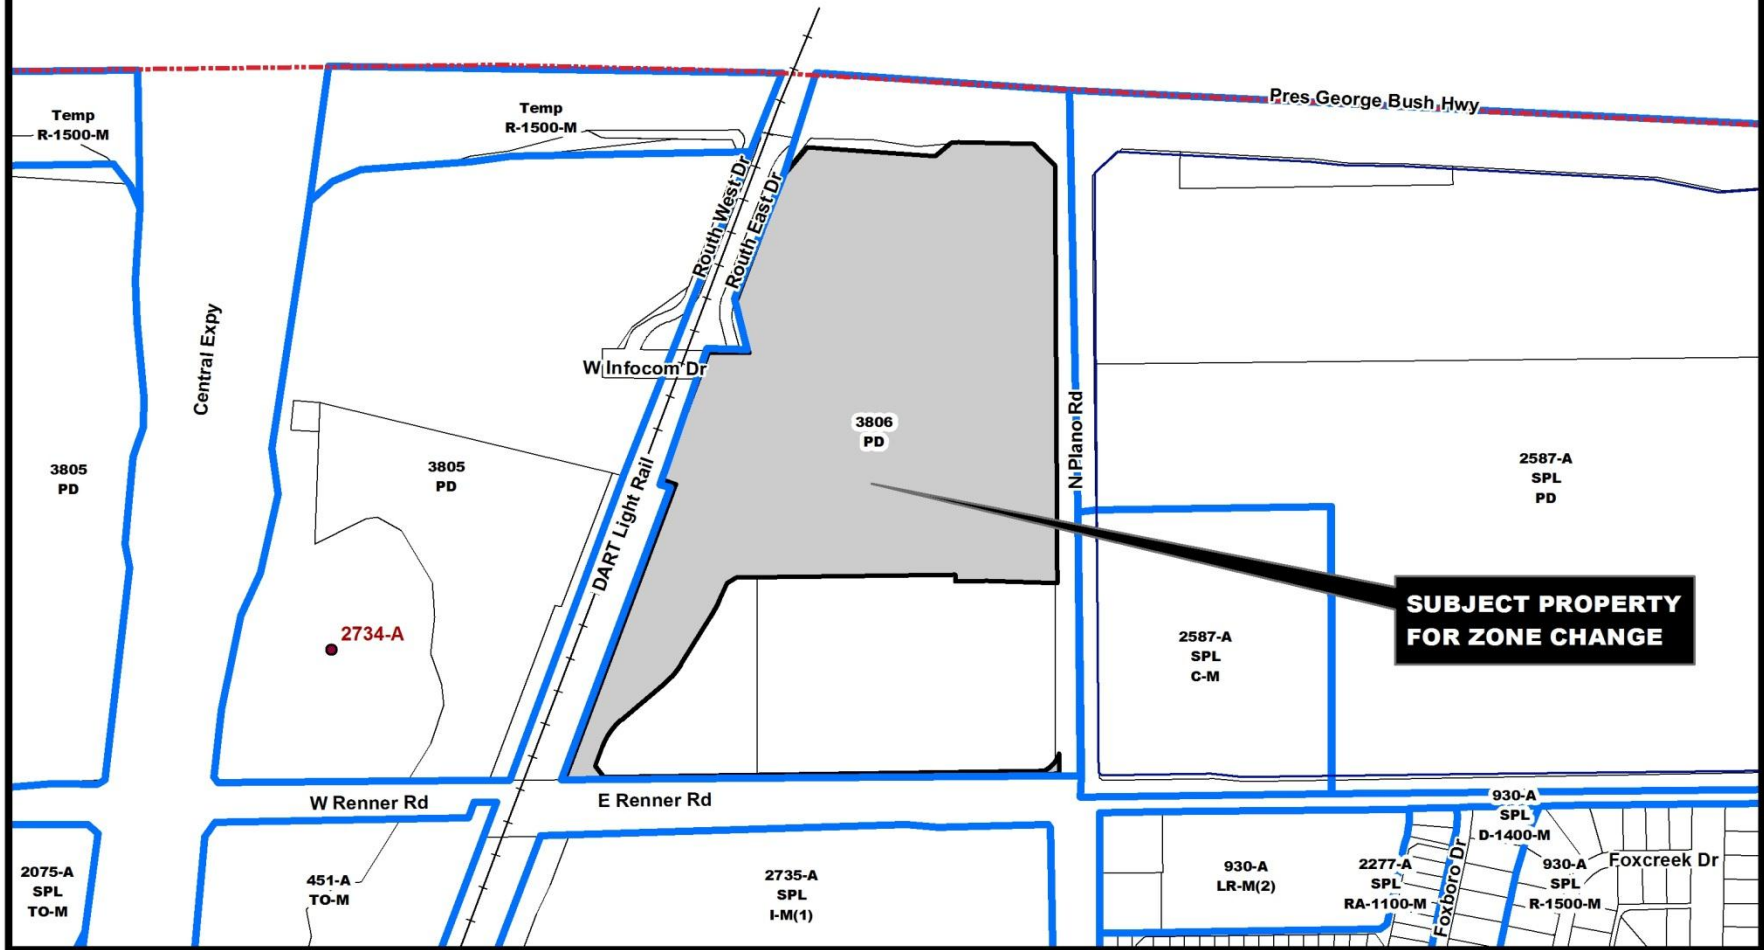 Pres George Bush Hwy
Temp
R-1500-M
Temp
R-1500-M
Routh West Dr
Routh East Dr
Central Expy
W Infocom Dr
3806
PD
N Plano Rd
3805
PD
3805
PD
2587-A
SPL
PD
DART Light Rail
SUBJECT PROPERTY
FOR ZONE CHANGE
2734-A
2587-A
SPL
C-M
W Renner Rd
E Renner Rd
930-A
SPL
D-1400-M
2075-A
SPL
TO-M
451-A
TO-M
2735-A
SPL
I-M(1)
930-A
LR-M(2)
2277-A
SPL
RA-1100-M
Foxboro Dr
930-A
SPL
R-1500-M
Foxcreek Dr